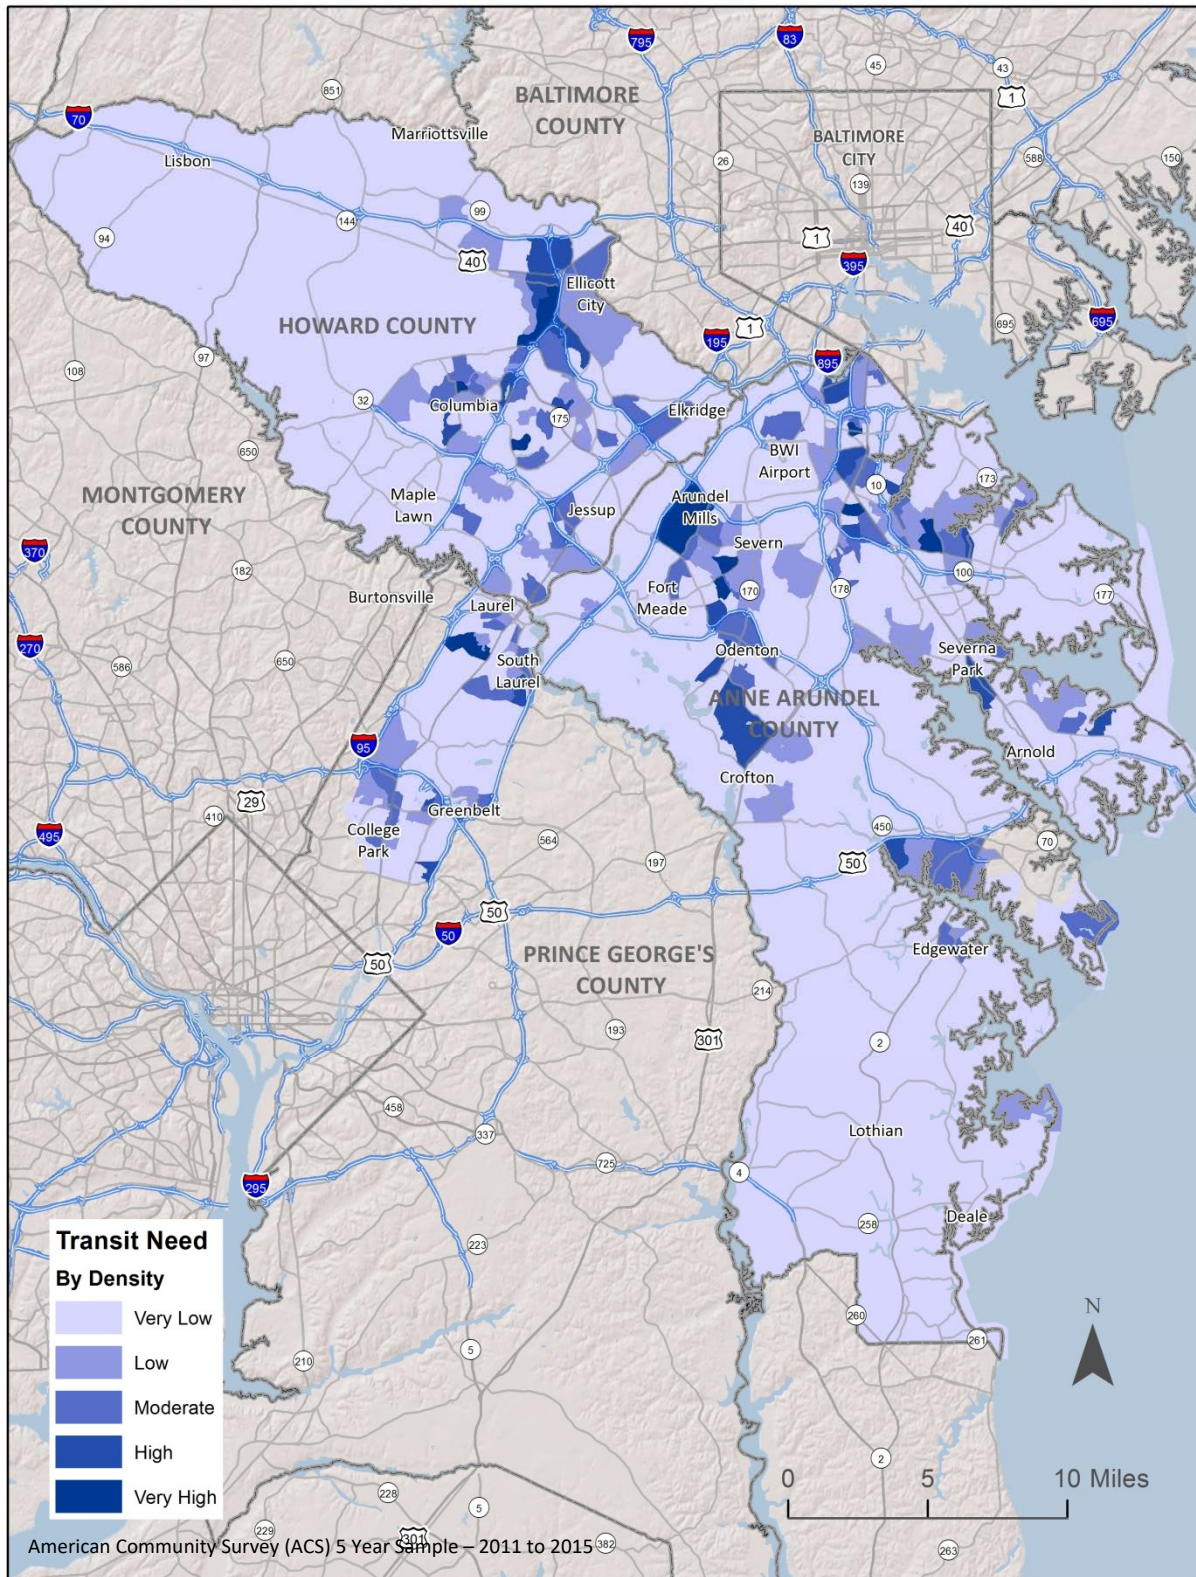 795
83
45
43
1
851
BALTIMORE
COUNTY
70
Marriottsville
BALTIMORE
CITY
Lisbon
26
588
150
139
99
144
94
40
1
40
395
Ellicott
City
HOWARD COUNTY
695
695
1
195
97
895
108
32
Columbia
175
Elkridge
650
BWI
Airport
173
10
MONTGOMERY
COUNTY
Maple
Lawn
Jessup
Arundel
Mills
Severn
370
182
Burtonsville
Laurel
Fort
Meade
170
178
100
177
270
586
650
South
Laurel
Odenton
Severna
Park
ANNE ARUNDEL
COUNTY
95
Arnold
Crofton
29
410
Greenbelt
495
College
Park
564
450
70
197
50
50
50
50
Edgewater
PRINCE GEORGE'S
COUNTY
214
193
301
2
458
337
Lothian
725
4
295
Deale
258
223
Transit Need
By Density
Very Low
Low
Moderate
High
Very High
N
260
261
5
210
0 5 10 Miles
2
228
5
229
301
382
263
American Community Survey (ACS) 5 Year Sample – 2011 to 2015